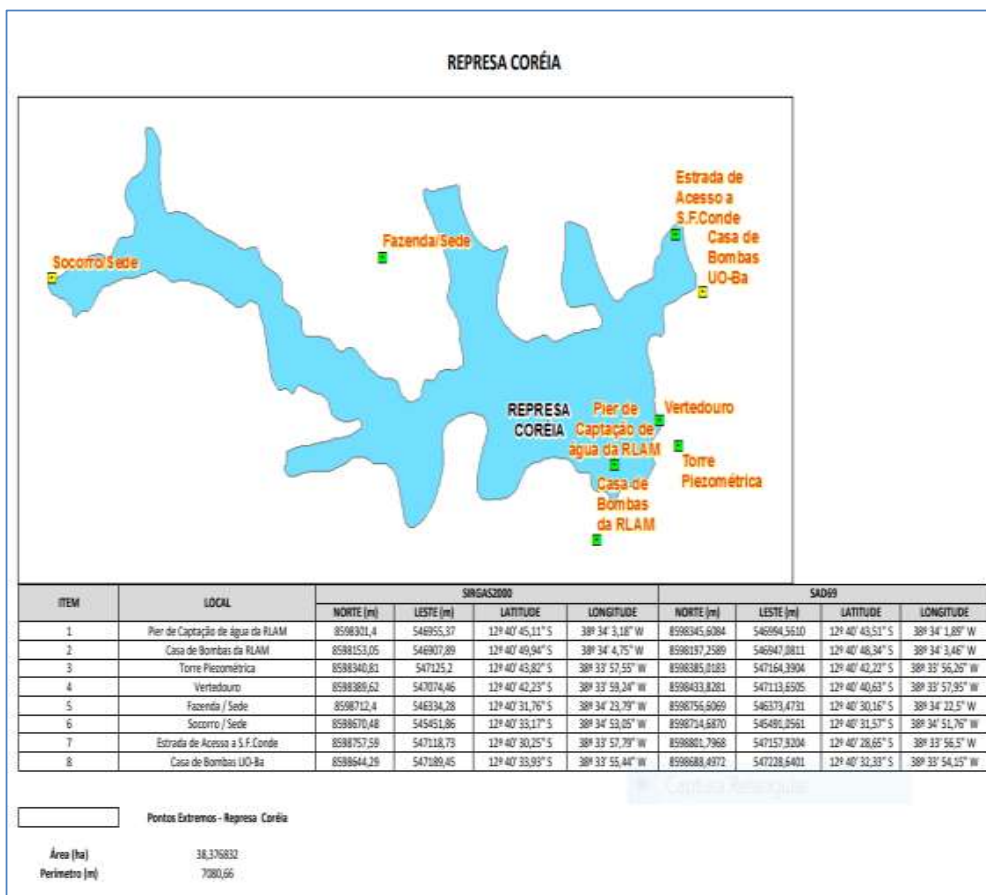 REPRESA CORÉIA
Estrada de
Acesso a
S.F.Conde
Casa de
Bombas
UO-Ba
Fazenda/Sede
Socorro/Sede
REPRESA
CORÉIA
Pier de
Captação de
água da RLAM
Vertedouro
Torre
Piezométrica
Casa de
Bombas
da RLAM
ITEM LOCAL SIRGAS2000 SAD69
NORTE (m) LESTE (m) LATITUDE LONGITUDE NORTE (m) LESTE (m) LATITUDE LONGITUDE
1 Pier de Captação de água da RLAM 8598301,4 546955,37 12º 40' 45,11" S 38º 34' 3,18" W 8598345,6084 546994,5610 12º 40' 43,51" S 38º 34' 1,89" W
2 Casa de Bombas da RLAM 8598153,05 546907,89 12º 40' 49,94" S 38º 34' 4,75" W 8598197,2589 546947,0811 12º 40' 48,34" S 38º 34' 3,46" W
3 Torre Piezométrica 8598340,81 547125,2 12º 40' 43,82" S 38º 33' 57,55" W 8598385,0183 547164,3904 12º 40' 42,22" S 38º 33' 56,26" W
4 Vertedouro 8598389,62 547074,46 12º 40' 42,23" S 38º 33' 59,24" W 8598433,8281 547113,6505 12º 40' 40,63" S 38º 33' 57,95" W
5 Fazenda / Sede 8598712,4 546334,28 12º 40' 31,76" S 38º 34' 23,79" W 8598756,6069 546373,4731 12º 40' 30,16" S 38º 34' 22,5" W
6 Socorro / Sede 8598670,48 545451,86 12º 40' 33,17" S 38º 34' 53,05" W 8598714,6870 545491,0561 12º 40' 31,57" S 38º 34' 51,76" W
7 Estrada de Acesso a S.F.Conde 8598757,59 547118,73 12º 40' 30,25" S 38º 33' 57,79" W 8598801,7968 547157,9204 12º 40' 28,65" S 38º 33' 56,5" W
8 Casa de Bombas UO-Ba 8598644,29 547189,45 12º 40' 33,93" S 38º 33' 55,44" W 8598688,4972 547228,6401 12º 40' 32,33" S 38º 33' 54,15" W
Captura Retangular
Pontos Extremos - Represa Coréia
Área (ha) 38,376832
Perímetro (m) 7080,66